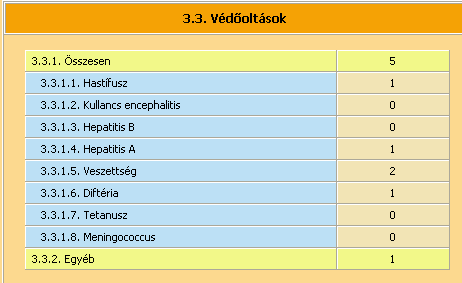 3.3. Védőoltások
3.3.1. Összesen 5
3.3.1.1. Hastífusz 1
3.3.1.2. Kullancs encephalitis 0
3.3.1.3. Hepatitis B 0
3.3.1.4. Hepatitis A 1
3.3.1.5. Veszettség 2
3.3.1.6. Diftéria 1
3.3.1.7. Tetanusz 0
3.3.1.8. Meningococcus 0
3.3.2. Egyéb 1